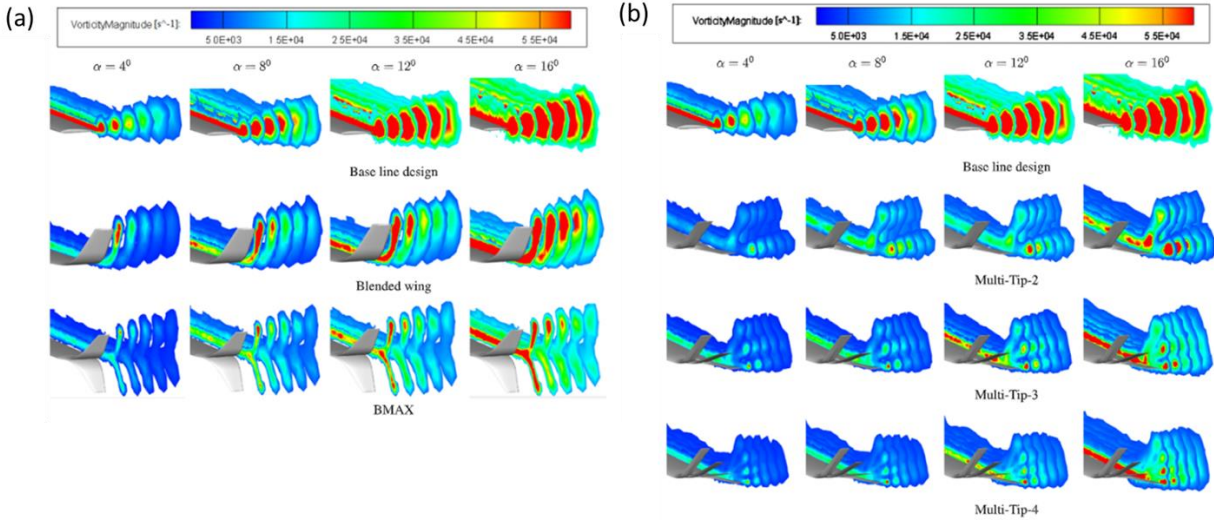 (a)
VorticityMagnitude [s^-1]:
5.0E+03 1.5E+04 2.5E+04 3.5E+04 4.5E+04 5.5E+04
α = 4⁰ α = 8⁰ α = 12⁰ α = 16⁰
Base line design
Blended wing
BMAX
(b)
VorticityMagnitude [s^-1]:
5.0E+03 1.5E+04 2.5E+04 3.5E+04 4.5E+04 5.5E+04
α = 4⁰ α = 8⁰ α = 12⁰ α = 16⁰
Base line design
Multi-Tip-2
Multi-Tip-3
Multi-Tip-4